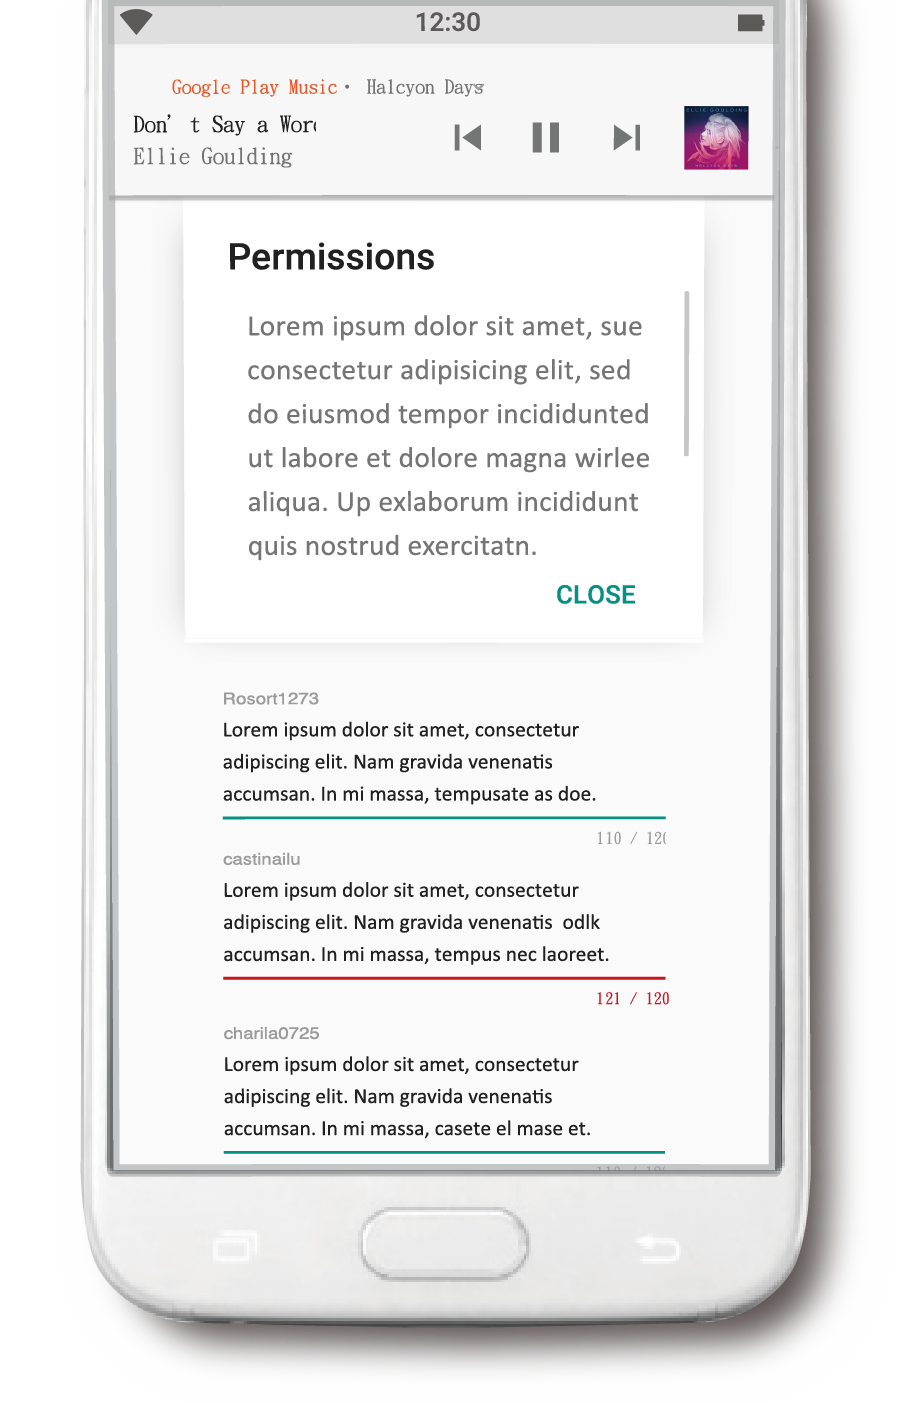 12:30
Google Play Music • Halcyon Days
Don't Say a Word
Ellie Goulding
ELLIE GOULDING
HALCYON DAYS
Permissions
Lorem ipsum dolor sit amet, sue
consectetur adipisicing elit, sed
do eiusmod tempor incididunted
ut labore et dolore magna wirlee
aliqua. Up exlaborum incididunt
quis nostrud exercitatn.
CLOSE
Rosort1273
Lorem ipsum dolor sit amet, consectetur
adipiscing elit. Nam gravida venenatis
accumsan. In mi massa, tempusate as doe.
110 / 120
castinailu
Lorem ipsum dolor sit amet, consectetur
adipiscing elit. Nam gravida venenatis odlk
accumsan. In mi massa, tempus nec laoreet.
121 / 120
charila0725
Lorem ipsum dolor sit amet, consectetur
adipiscing elit. Nam gravida venenatis
accumsan. In mi massa, casete el mase et.